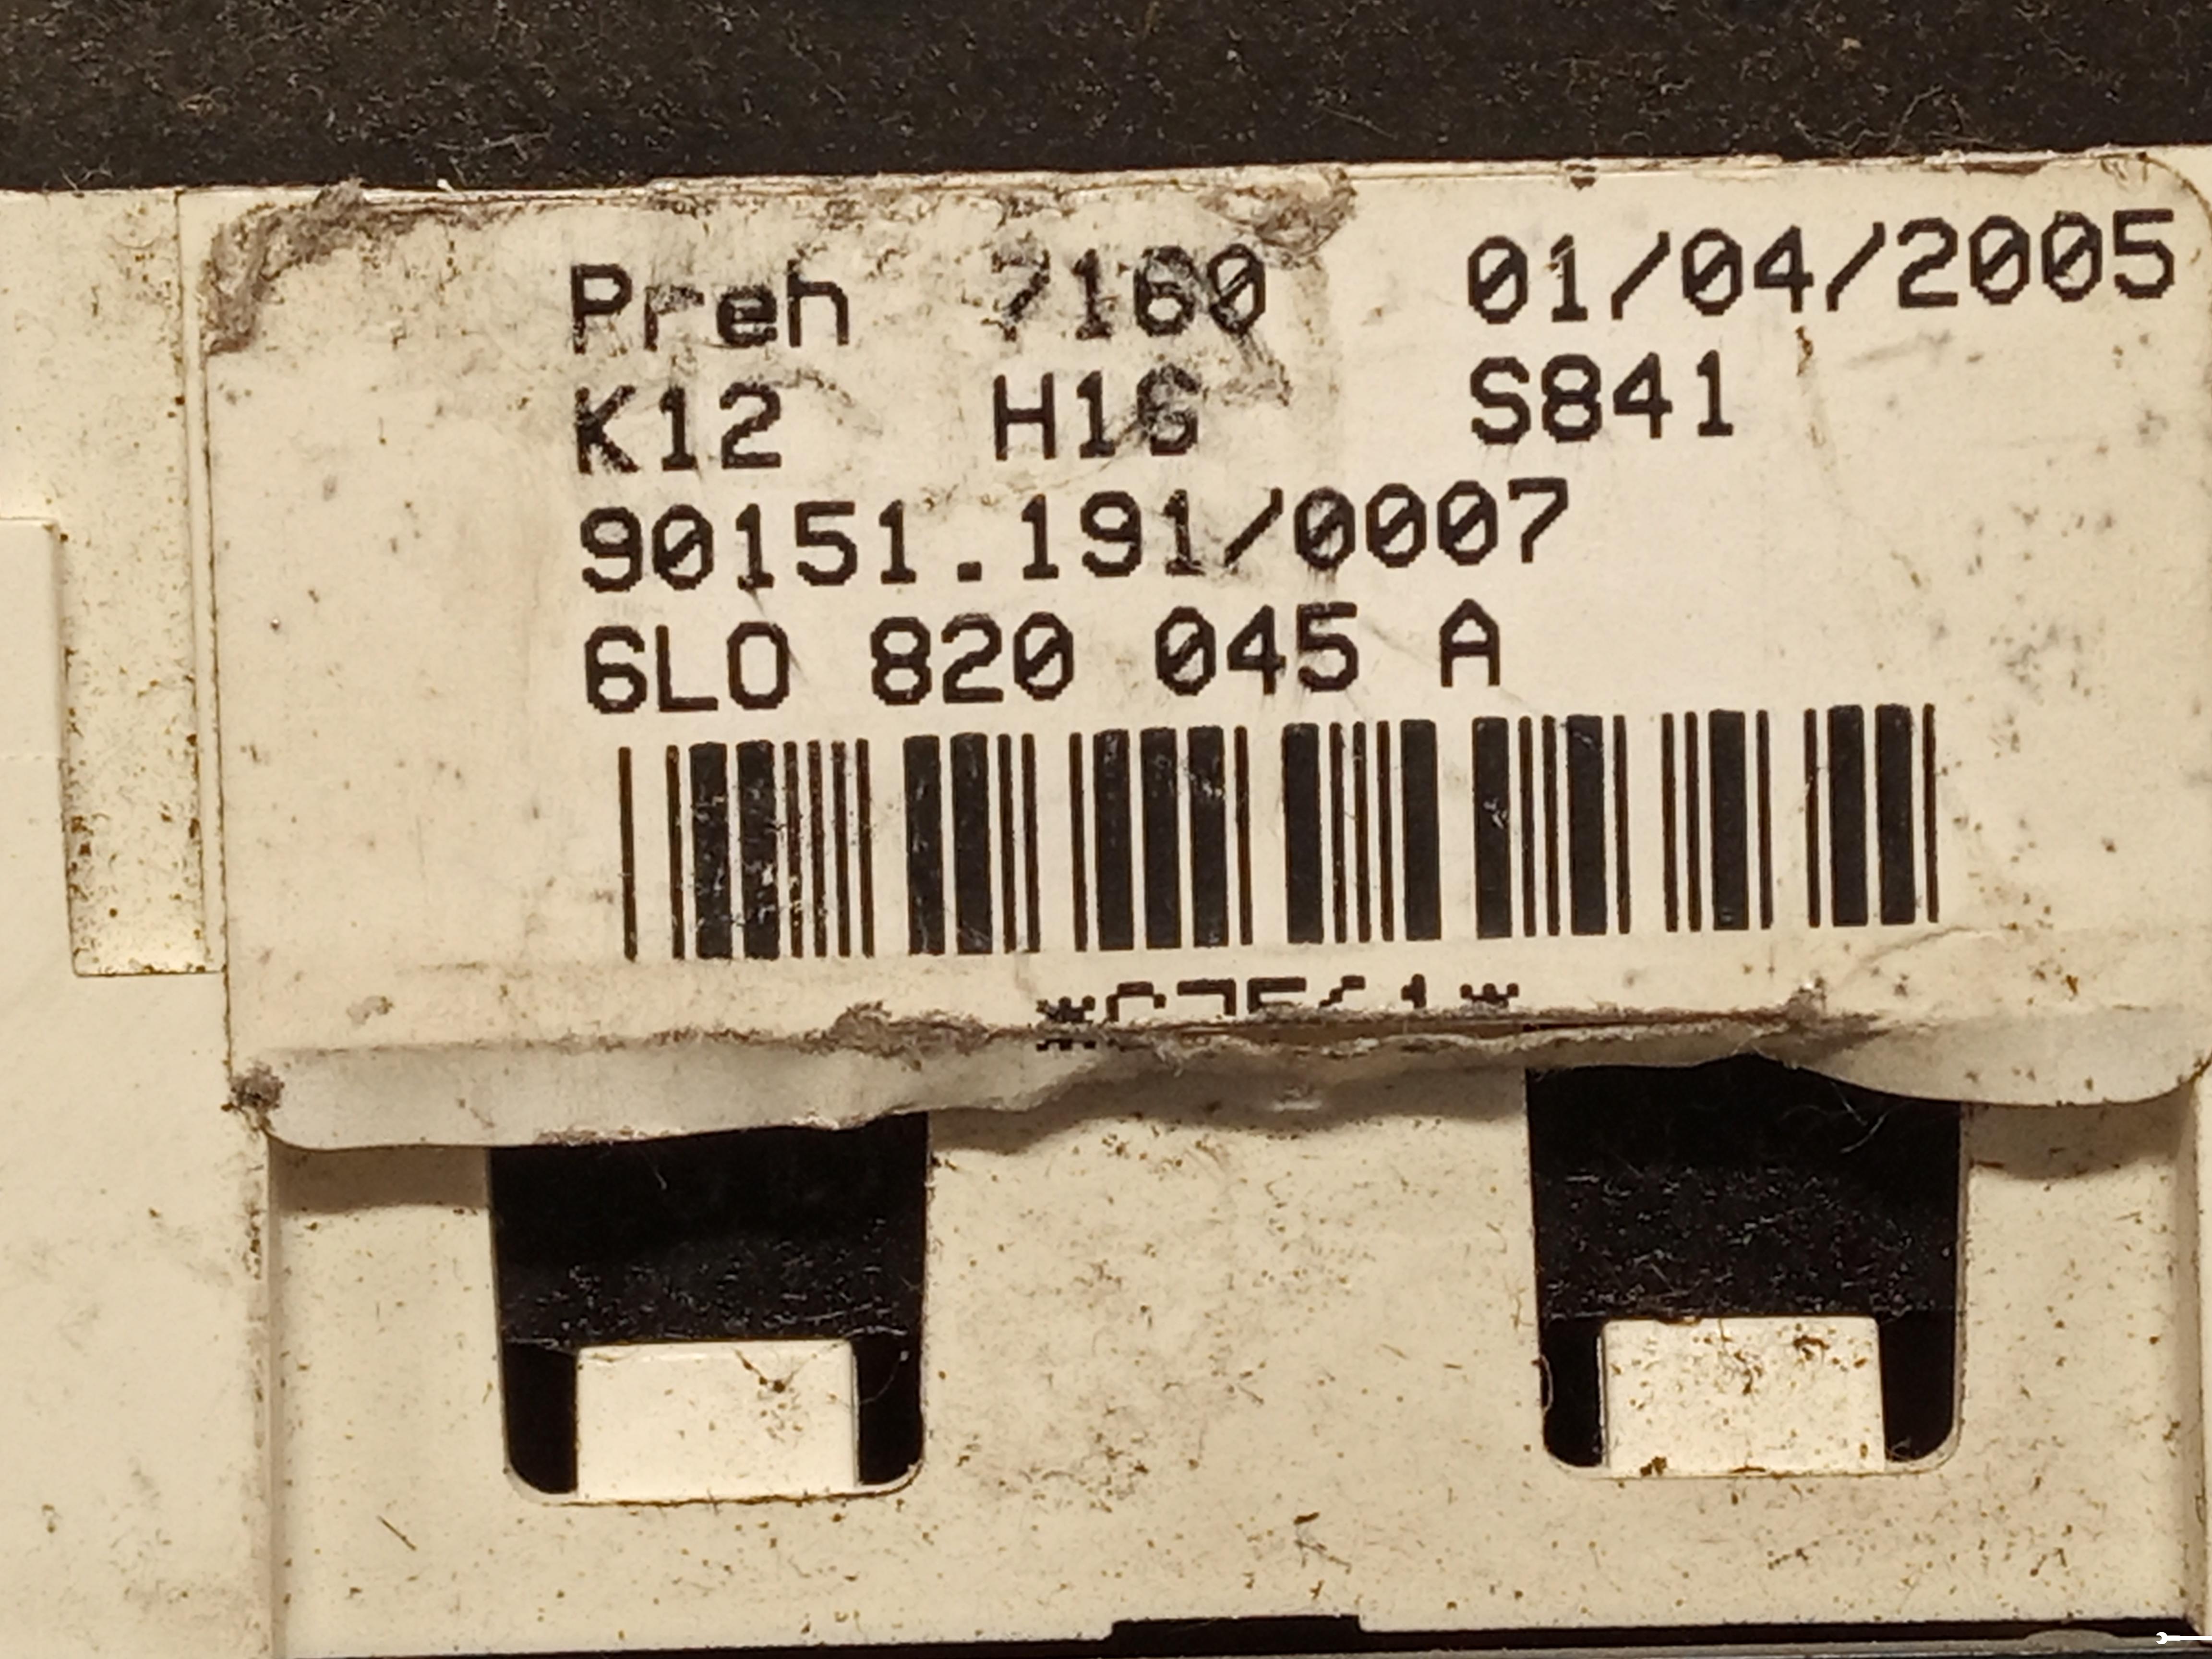 Preh 7160 01/04/2005
K12 H16 S841
90151.191/0007
6L0 820 045 A